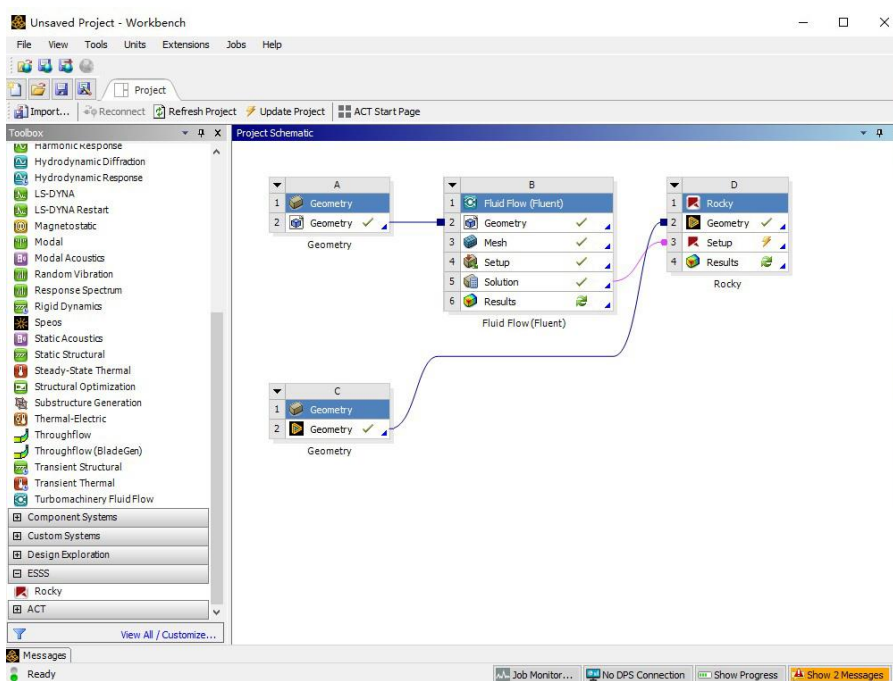 Unsaved Project - Workbench
File View Tools Units Extensions Jobs Help
Project
Import... Reconnect Refresh Project Update Project ACT Start Page
Toolbox
Harmonic Response
Hydrodynamic Diffraction
Hydrodynamic Response
LS-DYNA
LS-DYNA Restart
Magnetostatic
Modal
Modal Acoustics
Random Vibration
Response Spectrum
Rigid Dynamics
Speos
Static Acoustics
Static Structural
Steady-State Thermal
Structural Optimization
Substructure Generation
Thermal-Electric
Throughflow
Throughflow (BladeGen)
Transient Structural
Transient Thermal
Turbomachinery Fluid Flow
Component Systems
Custom Systems
Design Exploration
ESSS
Rocky
ACT
View All / Customize...
Project Schematic
A
1 Geometry
2 Geometry
Geometry
B
1 Fluid Flow (Fluent)
2 Geometry
3 Mesh
4 Setup
5 Solution
6 Results
Fluid Flow (Fluent)
D
1 Rocky
2 Geometry
3 Setup
4 Results
Rocky
C
1 Geometry
2 Geometry
Geometry
Messages
Ready
Job Monitor... No DPS Connection Show Progress Show 2 Messages